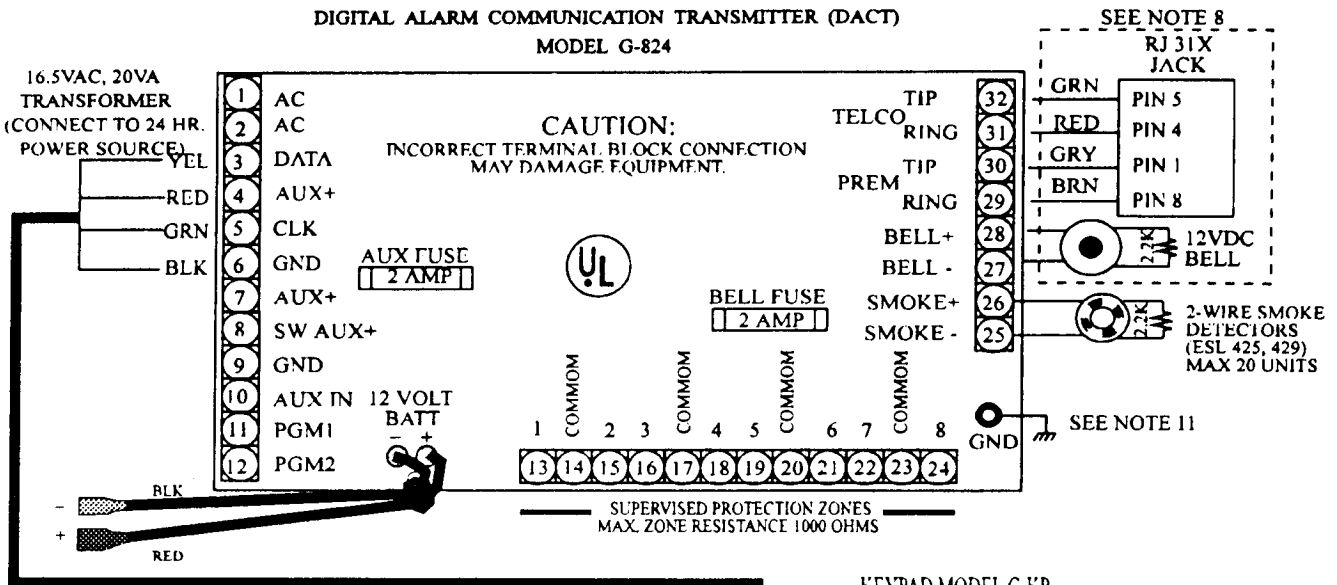 DIGITAL ALARM COMMUNICATION TRANSMITTER (DACT)
MODEL G-824
SEE NOTE 8
RJ 31X
JACK
16.5VAC, 20VA
TRANSFORMER
(CONNECT TO 24 HR.
POWER SOURCE)
YEL
RED
GRN
BLK
1 AC
2 AC
3 DATA
4 AUX+
5 CLK
6 GND
7 AUX+
8 SW AUX+
9 GND
10 AUX IN
11 PGM1
12 PGM2
CAUTION:
INCORRECT TERMINAL BLOCK CONNECTION
MAY DAMAGE EQUIPMENT.
AUX FUSE
2 AMP
UL
BELL FUSE
2 AMP
12 VOLT
BATT
- +
TELCO
PREM
TIP 32 GRN PIN 5
RING 31 RED PIN 4
TIP 30 GRY PIN 1
RING 29 BRN PIN 8
BELL+ 28
BELL - 27
2.2K
12VDC
BELL
SMOKE+ 26
SMOKE - 25
2.2K
2-WIRE SMOKE
DETECTORS
(ESL 425, 429)
MAX 20 UNITS
GND
SEE NOTE 11
1 COMMOM 2 3 COMMOM 4 5 COMMOM 6 7 COMMOM 8
13 14 15 16 17 18 19 20 21 22 23 24
SUPERVISED PROTECTION ZONES
MAX. ZONE RESISTANCE 1000 OHMS
- BLK
+ RED
KEYPAD MODEL G-KP